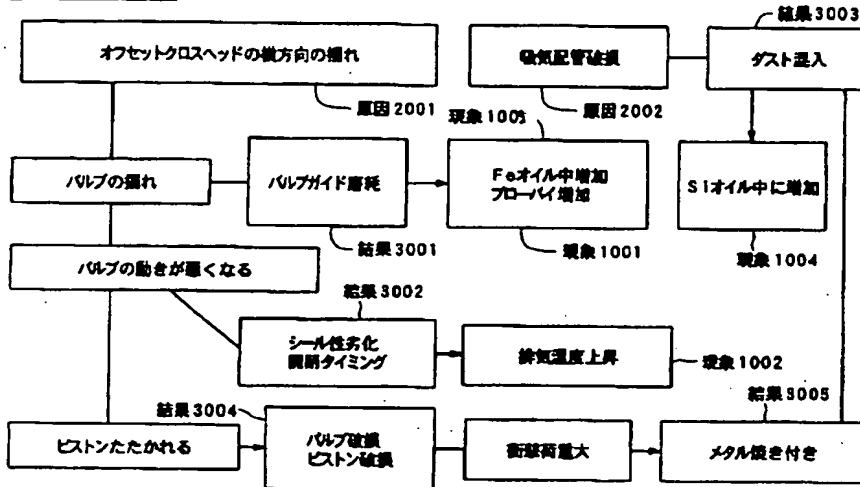 結果3003
オフセットクロスヘッドの横方向の揺れ
吸気配管破損
ダスト混入
原因2001
原因2002
現象1003
バルブの揺れ
バルブガイド磨耗
Feオイル中増加
ブローバイ増加
Siオイル中に増加
結果3001
現象1001
現象1004
バルブの動きが悪くなる
結果3002
シール性劣化
開閉タイミング
排気温度上昇
現象1002
結果3005
結果3004
ピストンたたかれる
バルブ破損
ピストン破損
衝撃荷重大
メタル焼き付き